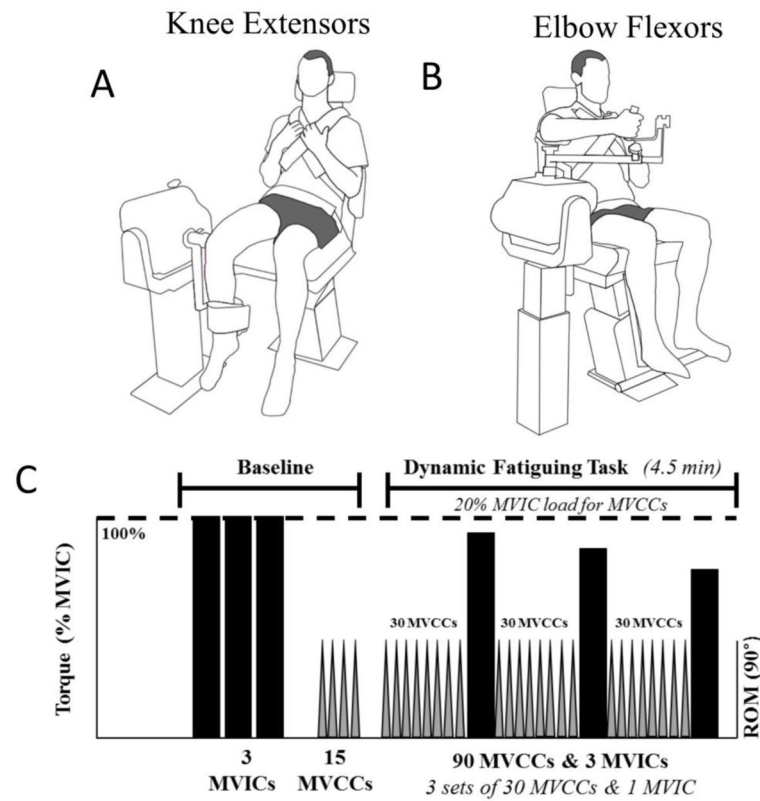 Knee Extensors
Elbow Flexors
A
B
C
Baseline
Dynamic Fatiguing Task (4.5 min)
20% MVIC load for MVCCs
100%
30 MVCCs
30 MVCCs
30 MVCCs
Torque (% MVIC)
ROM (90°)
3
MVICs
15
MVCCs
90 MVCCs & 3 MVICs
3 sets of 30 MVCCs & 1 MVIC